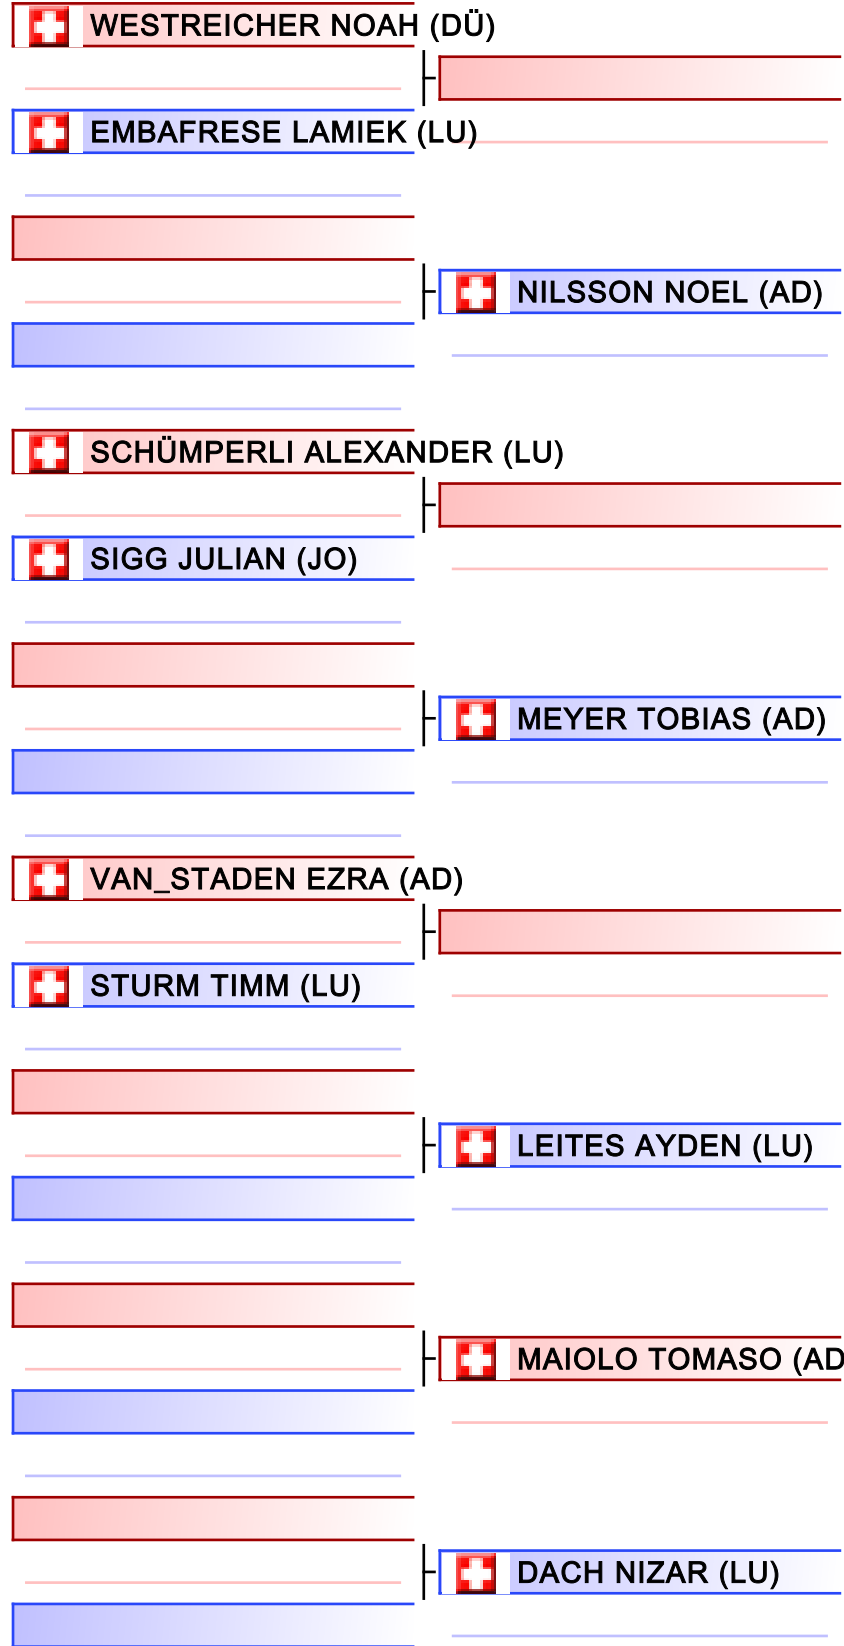 WESTREICHER NOAH (DÜ)
EMBAFRESE LAMIEK (LU)
NILSSON NOEL (AD)
SCHÜMPERLI ALEXANDER (LU)
SIGG JULIAN (JO)
MEYER TOBIAS (AD)
VAN_STADEN EZRA (AD)
STURM TIMM (LU)
LEITES AYDEN (LU)
MAIOLO TOMASO (AD
DACH NIZAR (LU)